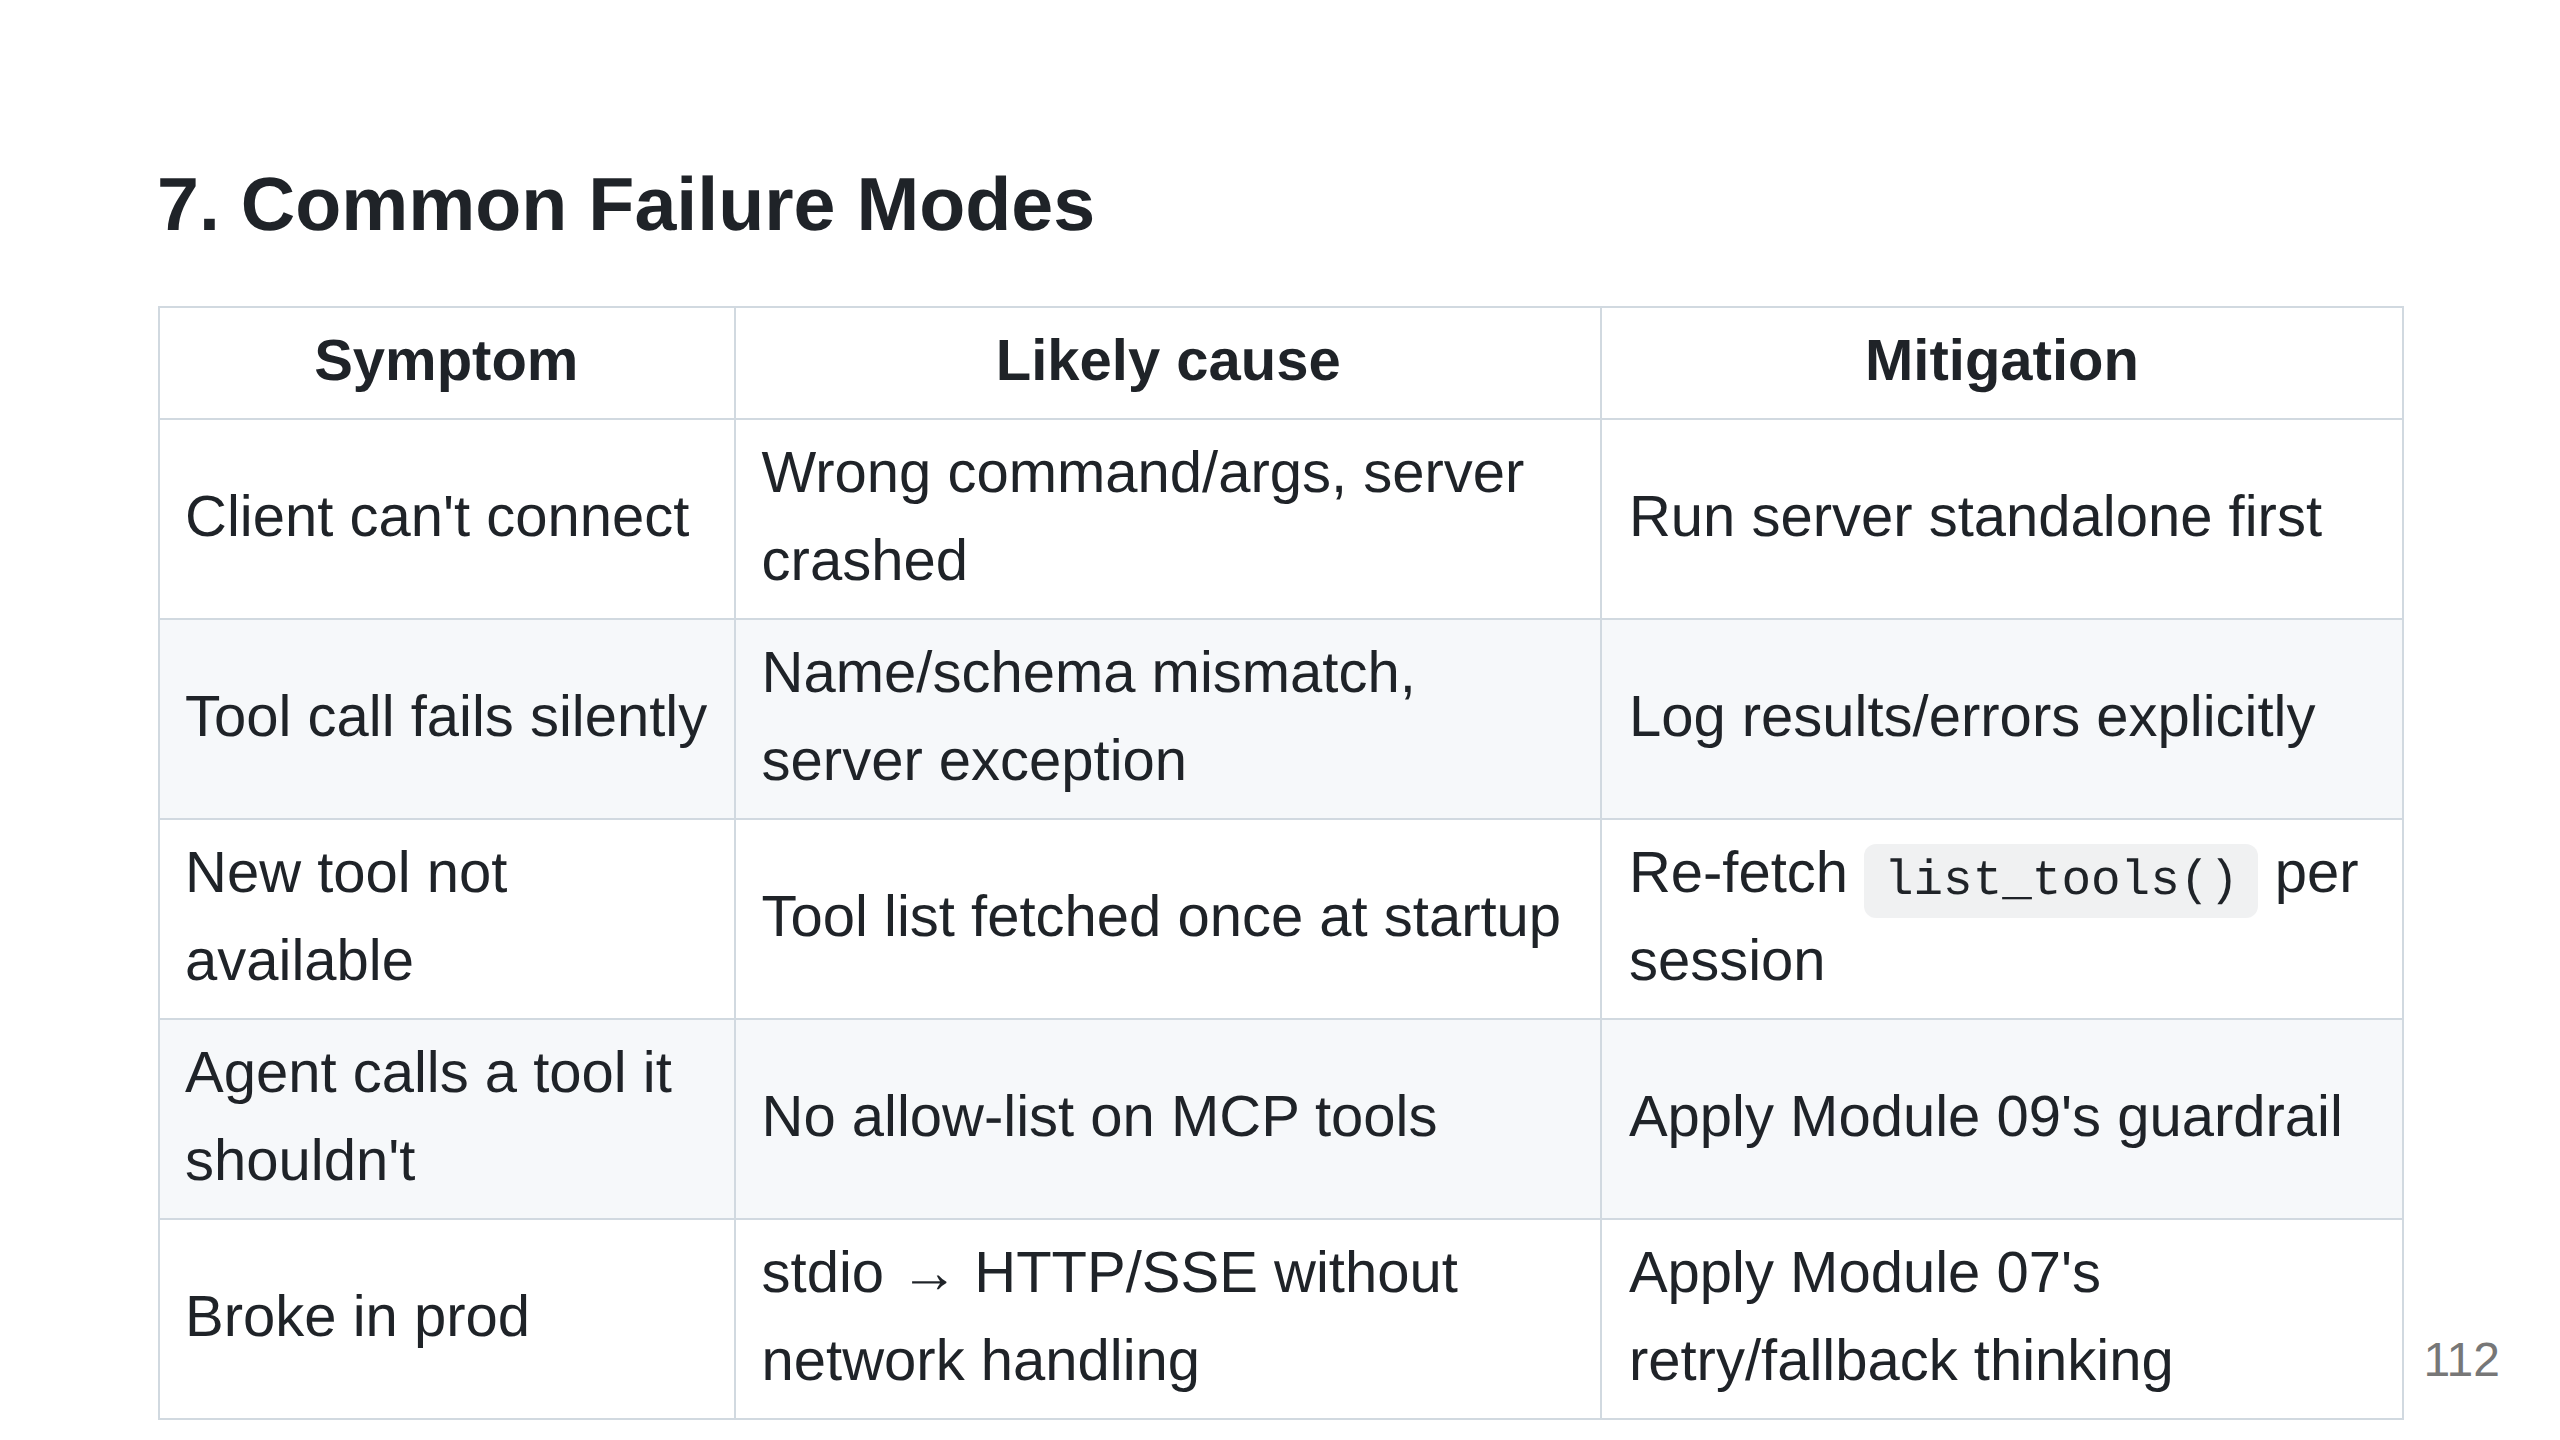 7. Common Failure Modes
Symptom
Likely cause
Mitigation
Client can't connect
Wrong command/args, server
crashed
Run server standalone first
Tool call fails silently
Name/schema mismatch,
server exception
Log results/errors explicitly
New tool not
available
Tool list fetched once at startup
Re-fetch list_tools() per
session
Agent calls a tool it
shouldn't
No allow-list on MCP tools
Apply Module 09's guardrail
Broke in prod
stdio → HTTP/SSE without
network handling
Apply Module 07's
retry/fallback thinking
112